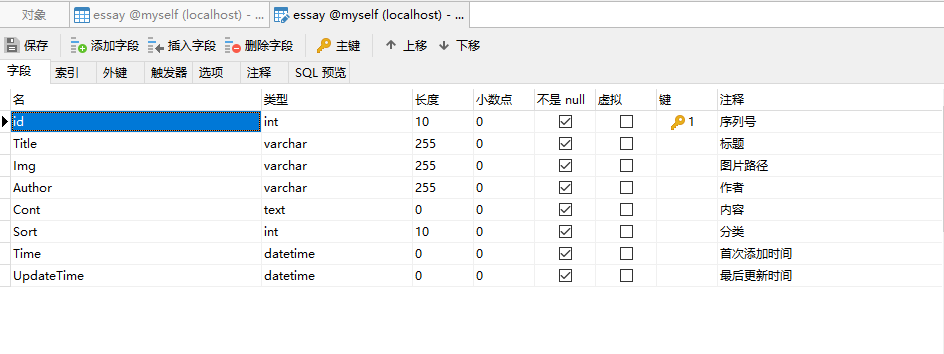 对象 essay @myself (localhost) - ... essay @myself (localhost) - ...
保存 添加字段 插入字段 删除字段 主键 上移 下移
字段 索引 外键 触发器 选项 注释 SQL 预览
名 类型 长度 小数点 不是 null 虚拟 键 注释
id int 10 0 1 序列号
Title varchar 255 0 标题
Img varchar 255 0 图片路径
Author varchar 255 0 作者
Cont text 0 0 内容
Sort int 10 0 分类
Time datetime 0 0 首次添加时间
UpdateTime datetime 0 0 最后更新时间